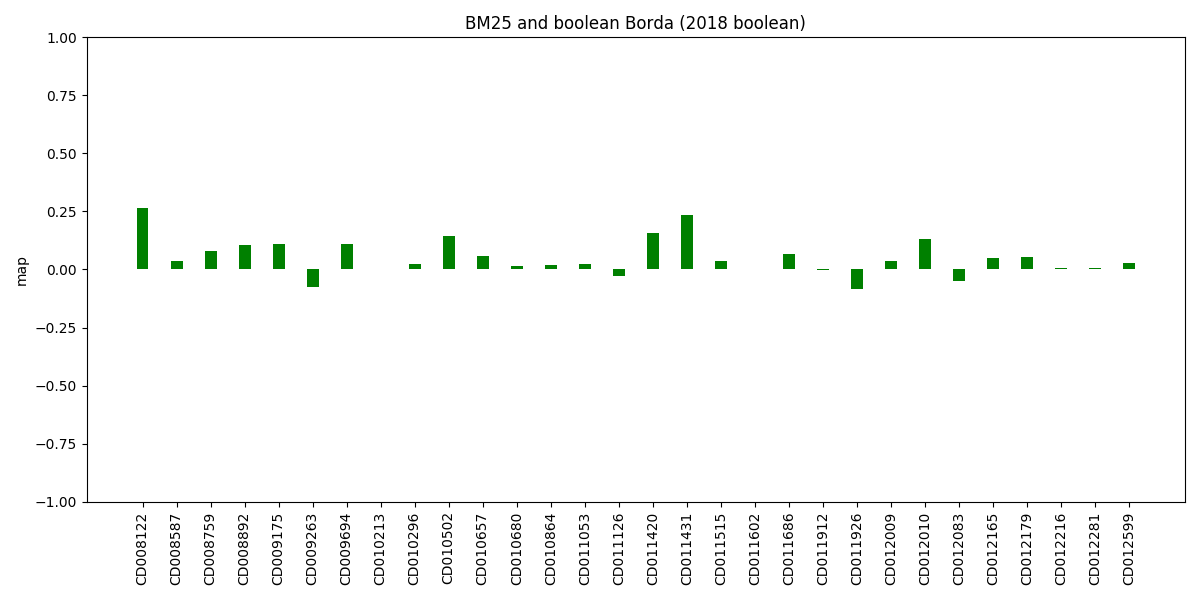 BM25 and boolean Borda (2018 boolean)
map
1.00
0.75
0.50
0.25
0.00
−0.25
−0.50
−0.75
−1.00
CD008122
CD008587
CD008759
CD008892
CD009175
CD009263
CD009694
CD010213
CD010296
CD010502
CD010657
CD010680
CD010864
CD011053
CD011126
CD011420
CD011431
CD011515
CD011602
CD011686
CD011912
CD011926
CD012009
CD012010
CD012083
CD012165
CD012179
CD012216
CD012281
CD012599